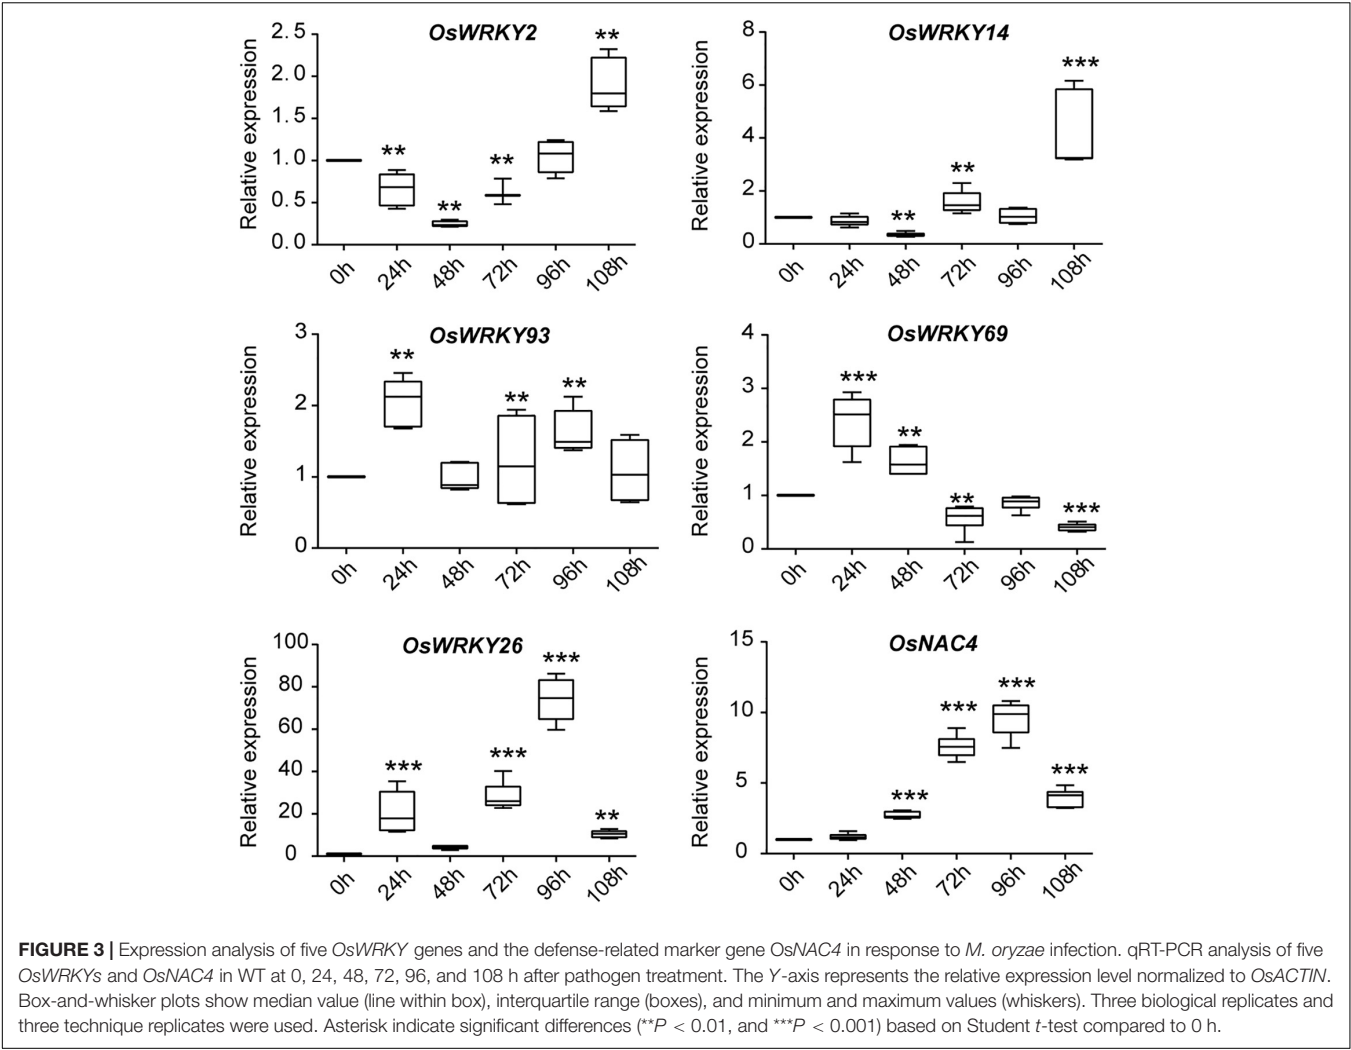 OsWRKY2
Relative expression
2.5
2.0
1.5
1.0
0.5
0.0
**
**
**
**
0h
24h
48h
72h
96h
108h
OsWRKY14
Relative expression
8
6
4
2
0
**
**
***
0h
24h
48h
72h
96h
108h
OsWRKY93
Relative expression
3
2
1
0
**
**
**
0h
24h
48h
72h
96h
108h
OsWRKY69
Relative expression
4
3
2
1
0
***
**
**
***
0h
24h
48h
72h
96h
108h
OsWRKY26
Relative expression
100
80
60
40
20
0
***
***
***
**
0h
24h
48h
72h
96h
108h
OsNAC4
Relative expression
15
10
5
0
***
***
***
***
0h
24h
48h
72h
96h
108h
FIGURE 3 | Expression analysis of five OsWRKY genes and the defense-related marker gene OsNAC4 in response to M. oryzae infection. qRT-PCR analysis of five
OsWRKYs and OsNAC4 in WT at 0, 24, 48, 72, 96, and 108 h after pathogen treatment. The Y-axis represents the relative expression level normalized to OsACTIN.
Box-and-whisker plots show median value (line within box), interquartile range (boxes), and minimum and maximum values (whiskers). Three biological replicates and
three technique replicates were used. Asterisk indicate significant differences (**P < 0.01, and ***P < 0.001) based on Student t-test compared to 0 h.